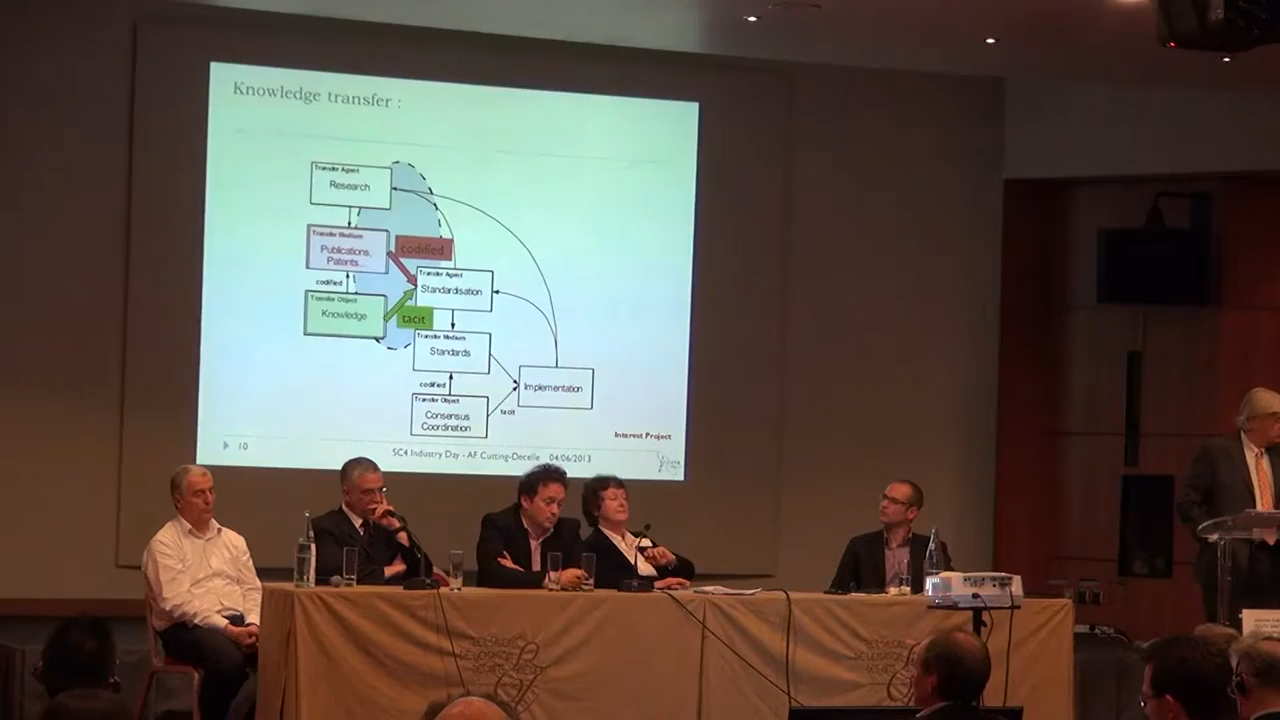 Knowledge transfer :
Transfer Agent
Research
Transfer Medium
Publications,
Patents...
codified
codified
Transfer Object
Knowledge
tacit
Transfer Agent
Standardisation
Transfer Medium
Standards
codified
Transfer Object
Consensus
Coordination
tacit
Implementation
Interest Project
10
SC4 Industry Day - AF Cutting-Decelle 04/06/2013